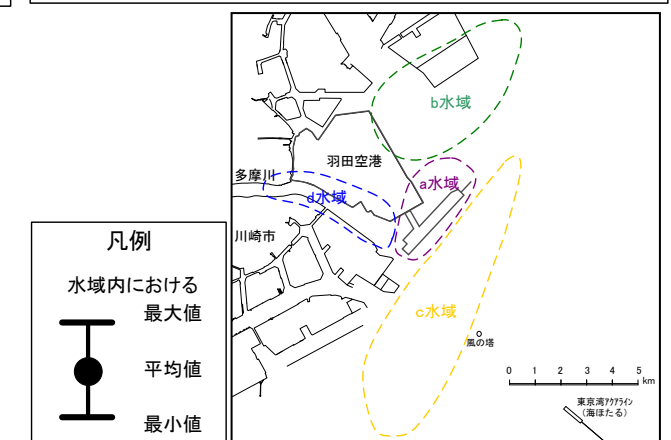 凡例
水域内における
最大値
平均値
最小値
b水域
羽田空港
a水域
多摩川
d水域
川崎市
c水域
風の塔
0 1 2 3 4 5
km
東京湾アクアライン
(海ほたる)